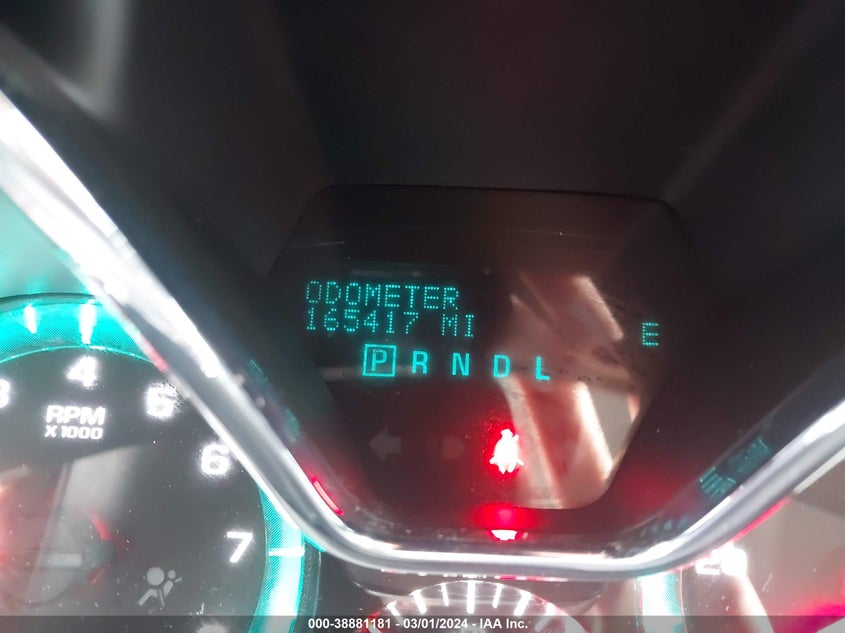 ODOMETER
165417 MI
E
P R N D L
4
5
6
7
RPM
X1000
000-38881181 - 03/01/2024 - IAA Inc.